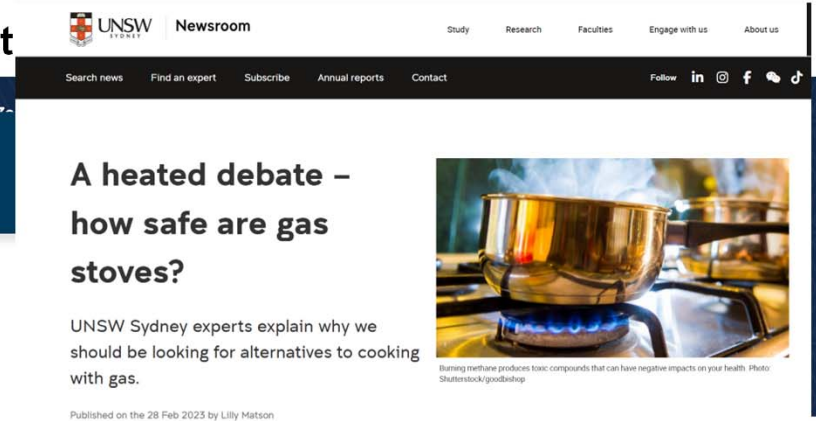 t
UNSW
SYDNEY
Newsroom
Study Research Faculties Engage with us About us
Search news Find an expert Subscribe Annual reports Contact
Follow in f
A heated debate –
how safe are gas
stoves?
UNSW Sydney experts explain why we
should be looking for alternatives to cooking
with gas.
Published on the 28 Feb 2023 by Lilly Matson
Burning methane produces toxic compounds that can have negative impacts on your health. Photo:
Shutterstock/goodbishop